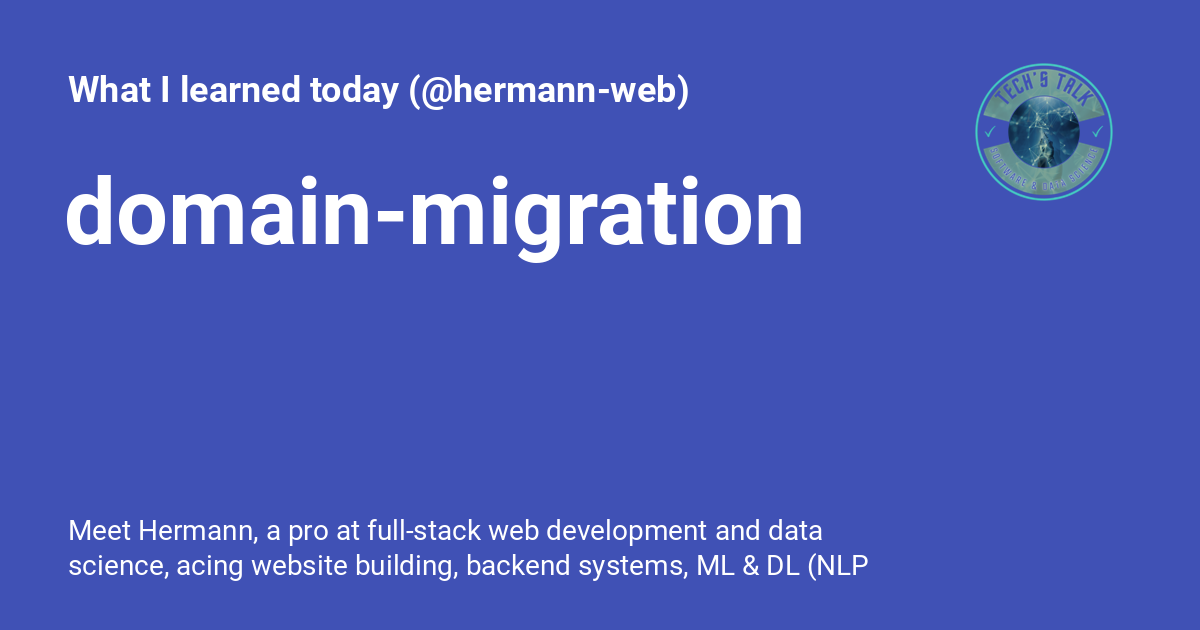 What I learned today (@hermann-web)
TECH'S TALK
domain-migration
SOFTWARE & DATA SCIENCE
Meet Hermann, a pro at full-stack web development and data
science, acing website building, backend systems, ML & DL (NLP